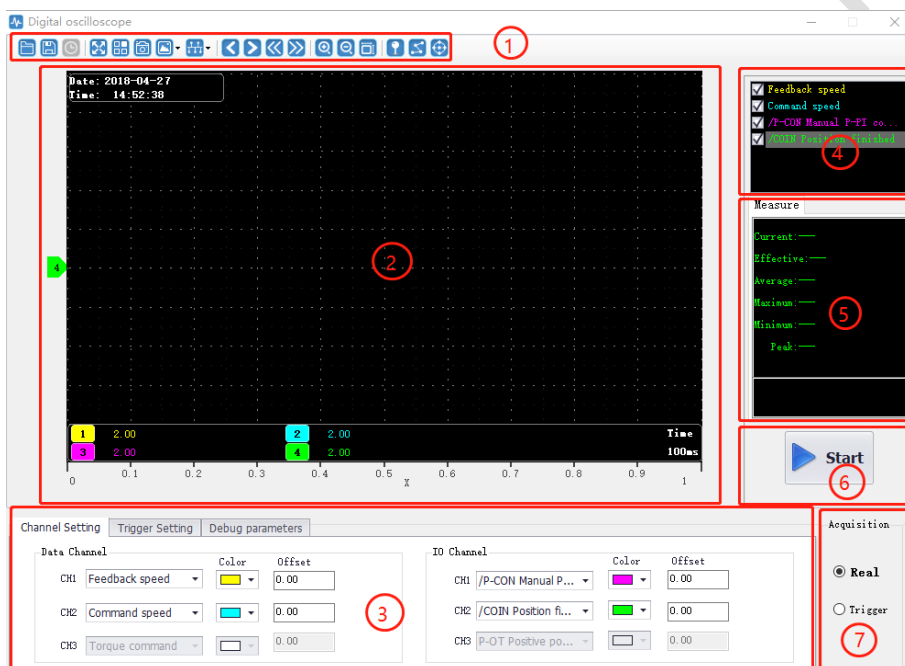 Digital oscilloscope
1
Date: 2018-04-27
Time: 14:52:38
Feedback speed
Command speed
/P-CON Manual P-PI co...
/COIN Position finished
4
Measure
Current:——
Effective:——
Average:——
Maximum:——
Minimum:——
Peak:——
5
4
2
1 2.00 2 2.00 Time
3 2.00 4 2.00 100ms
0 0.1 0.2 0.3 0.4 0.5 0.6 0.7 0.8 0.9 1
X
Start
6
Channel Setting Trigger Setting Debug parameters
Data Channel
Color Offset
CH1 Feedback speed 0.00
CH2 Command speed 0.00
CH3 Torque command 0.00
3
IO Channel
Color Offset
CH1 /P-CON Manual P... 0.00
CH2 /COIN Position fi... 0.00
CH3 P-OT Positive po... 0.00
Acquisition
Real
Trigger
7